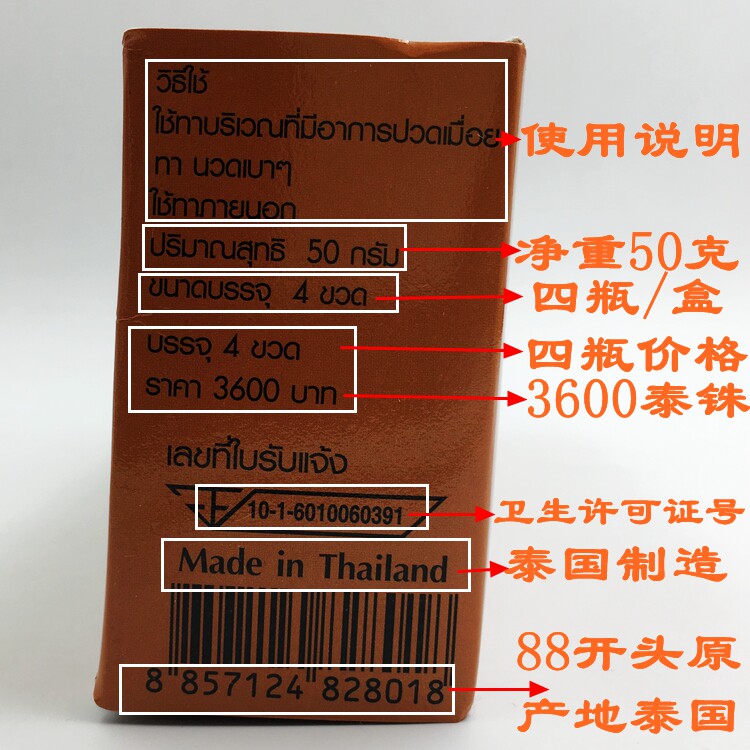 วิธีใช้
ใช้ทาบริเวณที่มีอาการปวดเมื่อย
使用说明
ทา นวดเบาๆ
ใช้ทาภายนอก
ปริมาณสุทธิ 50 กรัม
净重50克
ขนาดบรรจุ 4 ขวด
四瓶/盒
บรรจุ 4 ขวด
四瓶价格
ราคา 3600 บาท
3600泰铢
เลขที่ใบรับแจ้ง
10-1-6010060391
卫生许可证号
Made in Thailand
泰国制造
88开头原
8 857124 828018
产地泰国